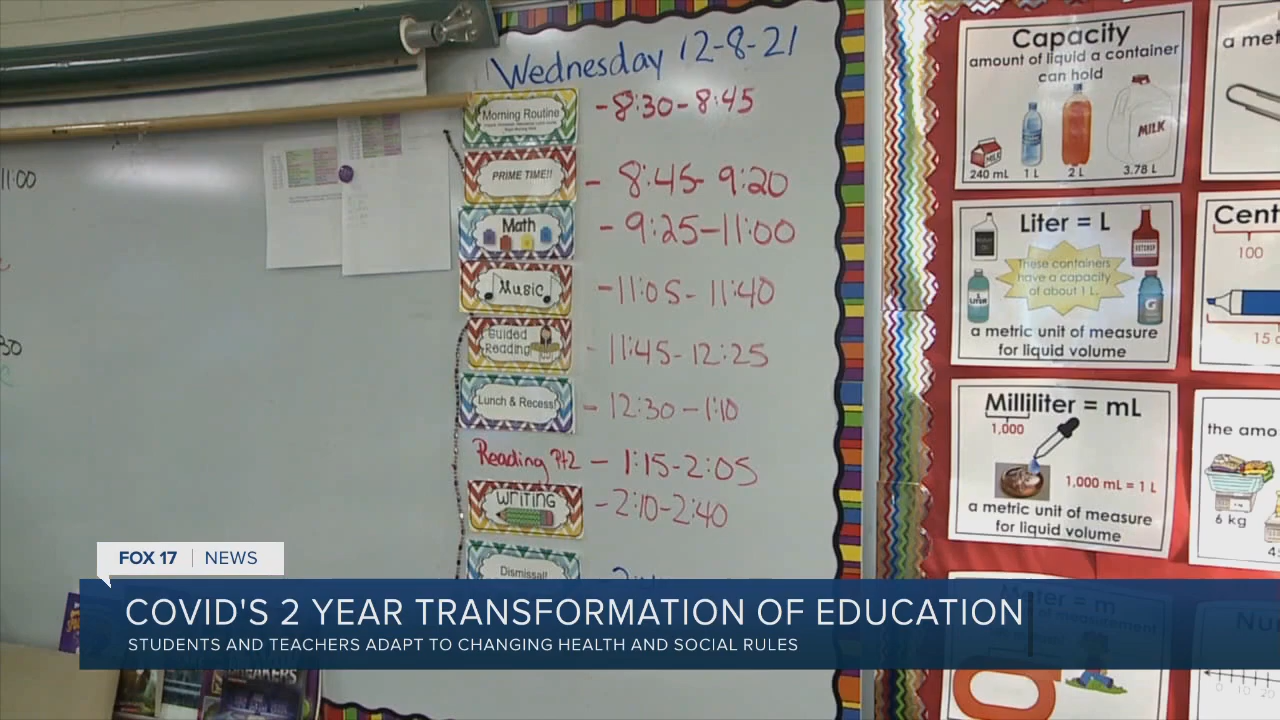 Wednesday 12-8-21
Morning Routine
-8:30-8:45
PRIME TIME!!
- 8:45-9:20
Math
- 9:25-11:00
Music
-11:05-11:40
Guided
Reading
- 11:45-12:25
Lunch & Recess!
- 12:30-1:10
Reading Pt2 - 1:15-2:05
WRITING
-2:10-2:40
Dismissal!
11:00
Capacity
amount of liquid a container
can hold
MILK
MILK
240 mL 1 L 2 L 3.78 L
Liter = L
These containers
have a capacity
of about 1 L.
a metric unit of measure
for liquid volume
Milliliter = mL
1,000
1,000 mL = 1 L
a metric unit of measure
for liquid volume
Meter = m
a met
Cent
100
15 c
the amo
6 kg
0 10 20
FOX 17 NEWS
COVID'S 2 YEAR TRANSFORMATION OF EDUCATION
STUDENTS AND TEACHERS ADAPT TO CHANGING HEALTH AND SOCIAL RULES